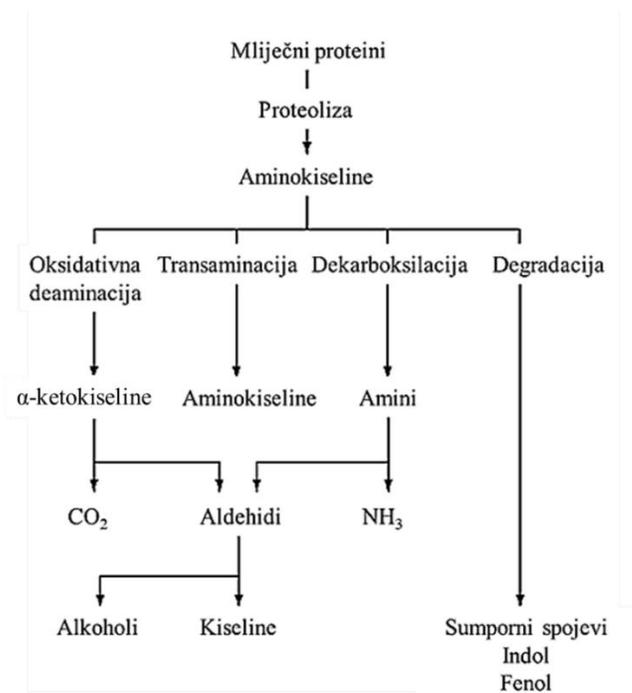 Mliječni proteini
Proteoliza
Aminokiseline
Oksidativna
deaminacija
Transaminacija
Dekarboksilacija
Degradacija
α-ketokiseline
Aminokiseline
Amini
CO₂
Aldehidi
NH₃
Alkoholi
Kiseline
Sumporni spojevi
Indol
Fenol